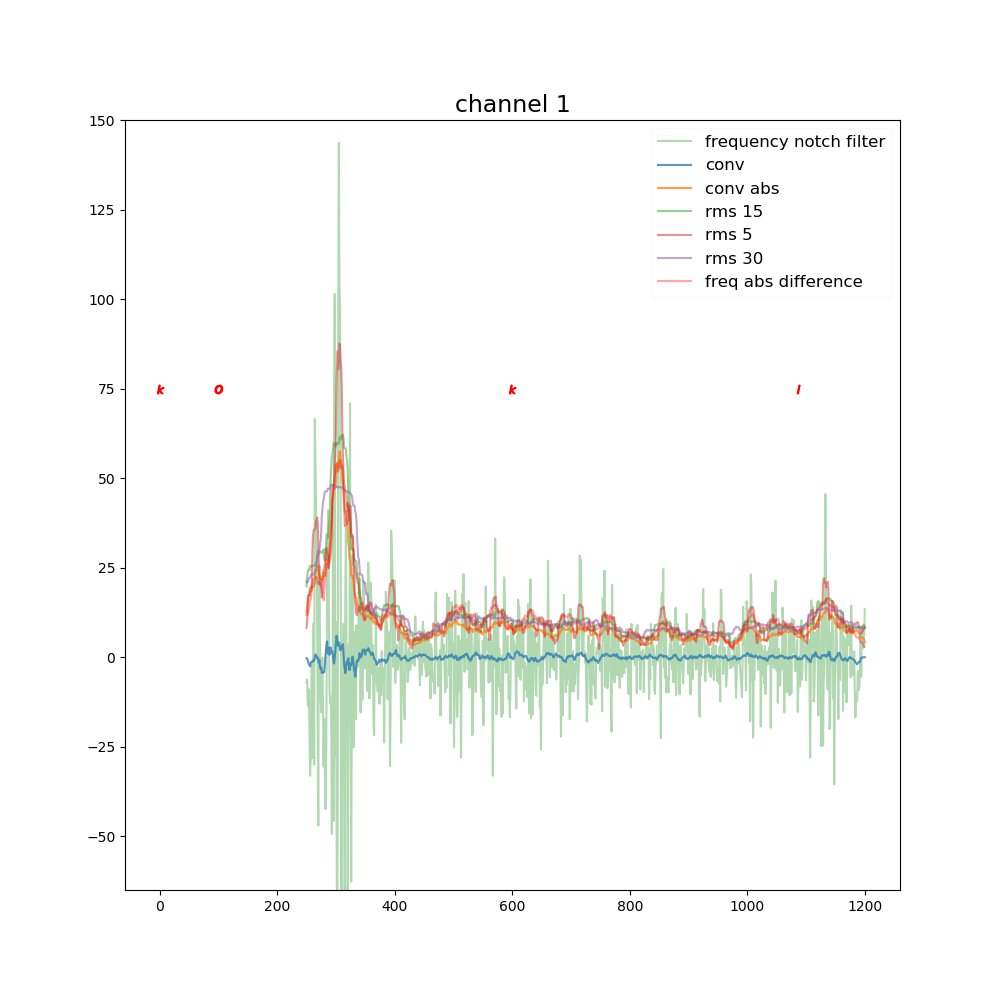 channel 1
150
125
100
75
50
25
0
−25
−50
frequency notch filter
conv
conv abs
rms 15
rms 5
rms 30
freq abs difference
k O k l
0 200 400 600 800 1000 1200